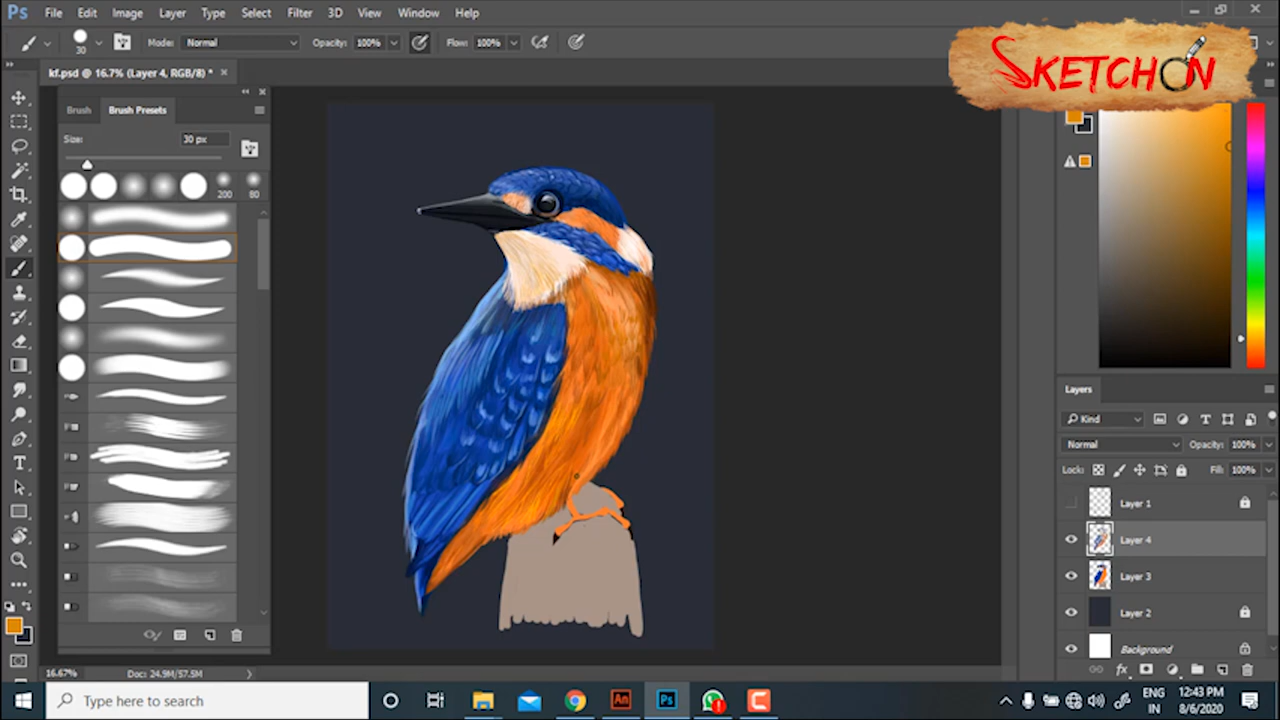 Ps File Edit Image Layer Type Select Filter 3D View Window Help
30 Mode: Normal Opacity: 100% Flow: 100%
SKETCHON
kf.psd @ 16.7% (Layer 4, RGB/8) * ×
Brush Brush Presets
Size: 30 px
200 80
Layers
Kind
Normal Opacity: 100%
Lock: Fill: 100%
Layer 1
Layer 4
Layer 3
Layer 2
Background
16.67% Doc: 24.9M/57.5M
Type here to search
An Ps
ENG 12:43 PM
IN 8/6/2020